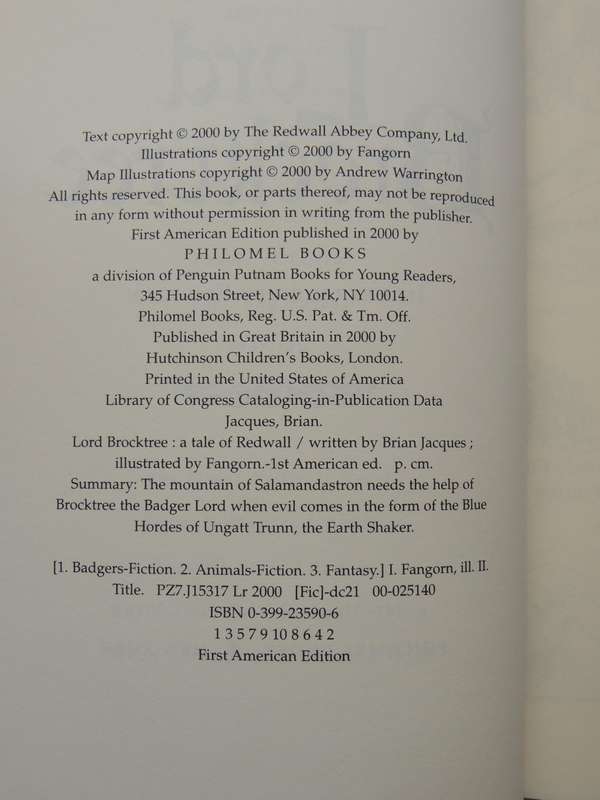 Text copyright © 2000 by The Redwall Abbey Company, Ltd.
Illustrations copyright © 2000 by Fangorn
Map Illustrations copyright © 2000 by Andrew Warrington
All rights reserved. This book, or parts thereof, may not be reproduced
in any form without permission in writing from the publisher.
First American Edition published in 2000 by
PHILOMEL BOOKS
a division of Penguin Putnam Books for Young Readers,
345 Hudson Street, New York, NY 10014.
Philomel Books, Reg. U.S. Pat. & Tm. Off.
Published in Great Britain in 2000 by
Hutchinson Children's Books, London.
Printed in the United States of America
Library of Congress Cataloging-in-Publication Data
Jacques, Brian.
Lord Brocktree : a tale of Redwall / written by Brian Jacques ;
illustrated by Fangorn.-1st American ed. p. cm.
Summary: The mountain of Salamandastron needs the help of
Brocktree the Badger Lord when evil comes in the form of the Blue
Hordes of Ungatt Trunn, the Earth Shaker.
[1. Badgers-Fiction. 2. Animals-Fiction. 3. Fantasy.] I. Fangorn, ill. II.
Title. PZ7.J15317 Lr 2000 [Fic]-dc21 00-025140
ISBN 0-399-23590-6
1 3 5 7 9 10 8 6 4 2
First American Edition